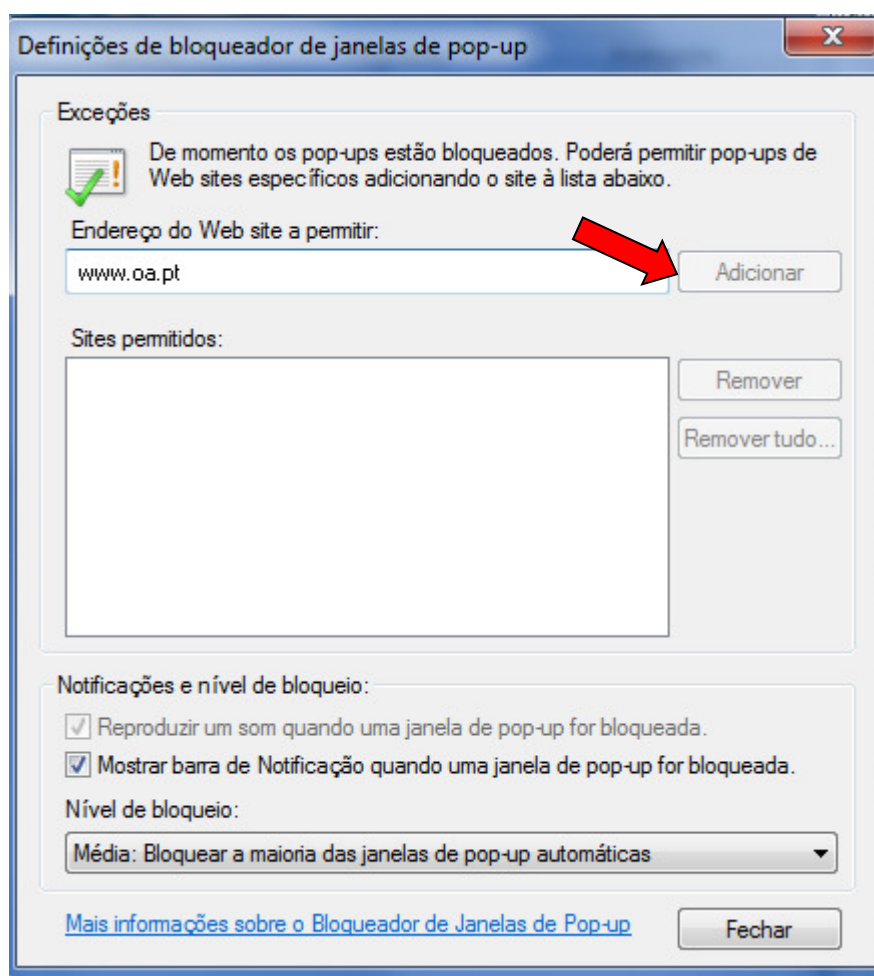 Definições de bloqueador de janelas de pop-up
Exceções
De momento os pop-ups estão bloqueados. Poderá permitir pop-ups de
Web sites específicos adicionando o site à lista abaixo.
Endereço do Web site a permitir:
www.oa.pt
Adicionar
Sites permitidos:
Remover
Remover tudo...
Notificações e nível de bloqueio:
Reproduzir um som quando uma janela de pop-up for bloqueada.
Mostrar barra de Notificação quando uma janela de pop-up for bloqueada.
Nível de bloqueio:
Média: Bloquear a maioria das janelas de pop-up automáticas
Mais informações sobre o Bloqueador de Janelas de Pop-up
Fechar